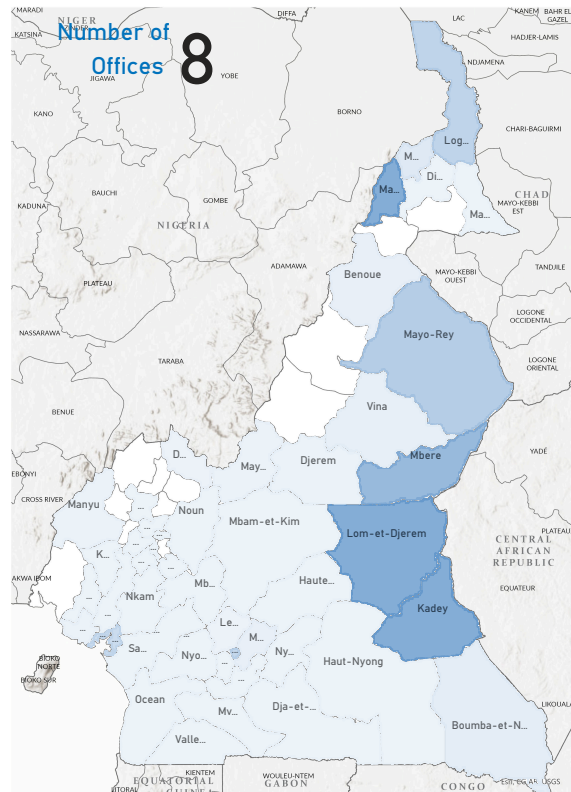 MARADI
KATSINA
NIGER
ZINDER
DIFFA
LAC
KANEM
BAHR EL
GAZEL
Number of
Offices
8
HADJER-LAMIS
NDJAMENA
JIGAWA
YOBE
KANO
BORNO
CHARI-BAGUIRMI
Log...
M...
Di...
Ma...
Ma...
CHAD
MAYO-KEBBI
EST
BAUCHI
GOMBE
KADUNA
NIGERIA
ADAMAWA
Benoue
MAYO-KEBBI
OUEST
TANDJILE
PLATEAU
LOGONE
OCCIDENTAL
NASSARAWA
Mayo-Rey
TARABA
LOGONE
ORIENTAL
BENUE
Vina
YADÉ
EBONYI
D...
May...
Djerem
Mbere
CROSS RIVER
Manyu
Noun
Mbam-et-Kim
Lom-et-Djerem
PLATEAU
CENTRAL
AFRICAN
REPUBLIC
K...
AKWA IBOM
Nkam
Mb...
Haute...
EQUATEUR
Kadey
Le...
M...
Sa...
Nyo...
Ny...
Haut-Nyong
BIOKO
NORTE
BIOKO SUR
Ocean
Mv...
Dja-et-...
LIKOUALA
Boumba-et-N...
Valle...
KIENTEM
WOULEU-NTEM
LITORAL
EQUATORIAL
GUINEA
GABON
CONGO
Esri, CGIAR, USGS